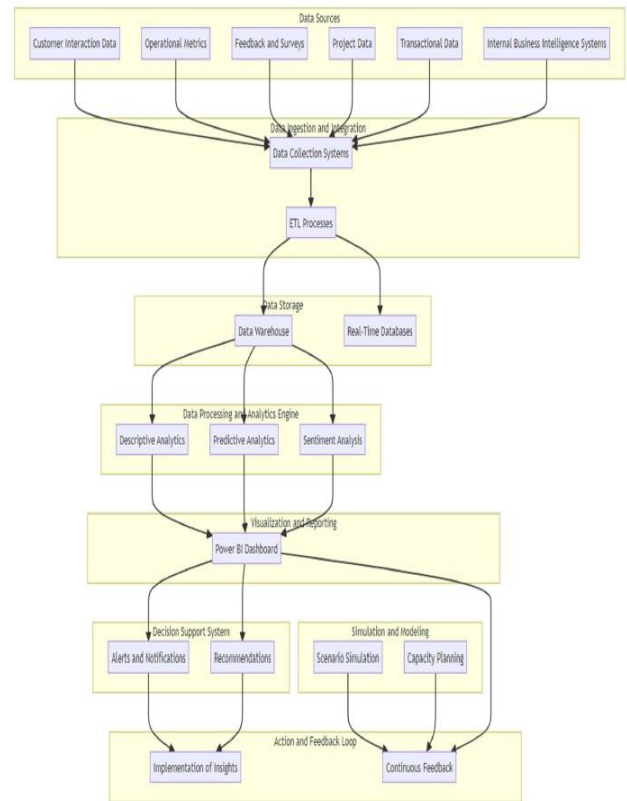 Data Sources
Customer Interaction Data
Operational Metrics
Feedback and Surveys
Project Data
Transactional Data
Internal Business Intelligence Systems
Data Ingestion and Integration
Data Collection Systems
ETL Processes
Data Storage
Data Warehouse
Real-Time Databases
Data Processing and Analytics Engine
Descriptive Analytics
Predictive Analytics
Sentiment Analysis
Visualization and Reporting
Power BI Dashboard
Decision Support System
Alerts and Notifications
Recommendations
Simulation and Modeling
Scenario Simulation
Capacity Planning
Action and Feedback Loop
Implementation of Insights
Continuous Feedback